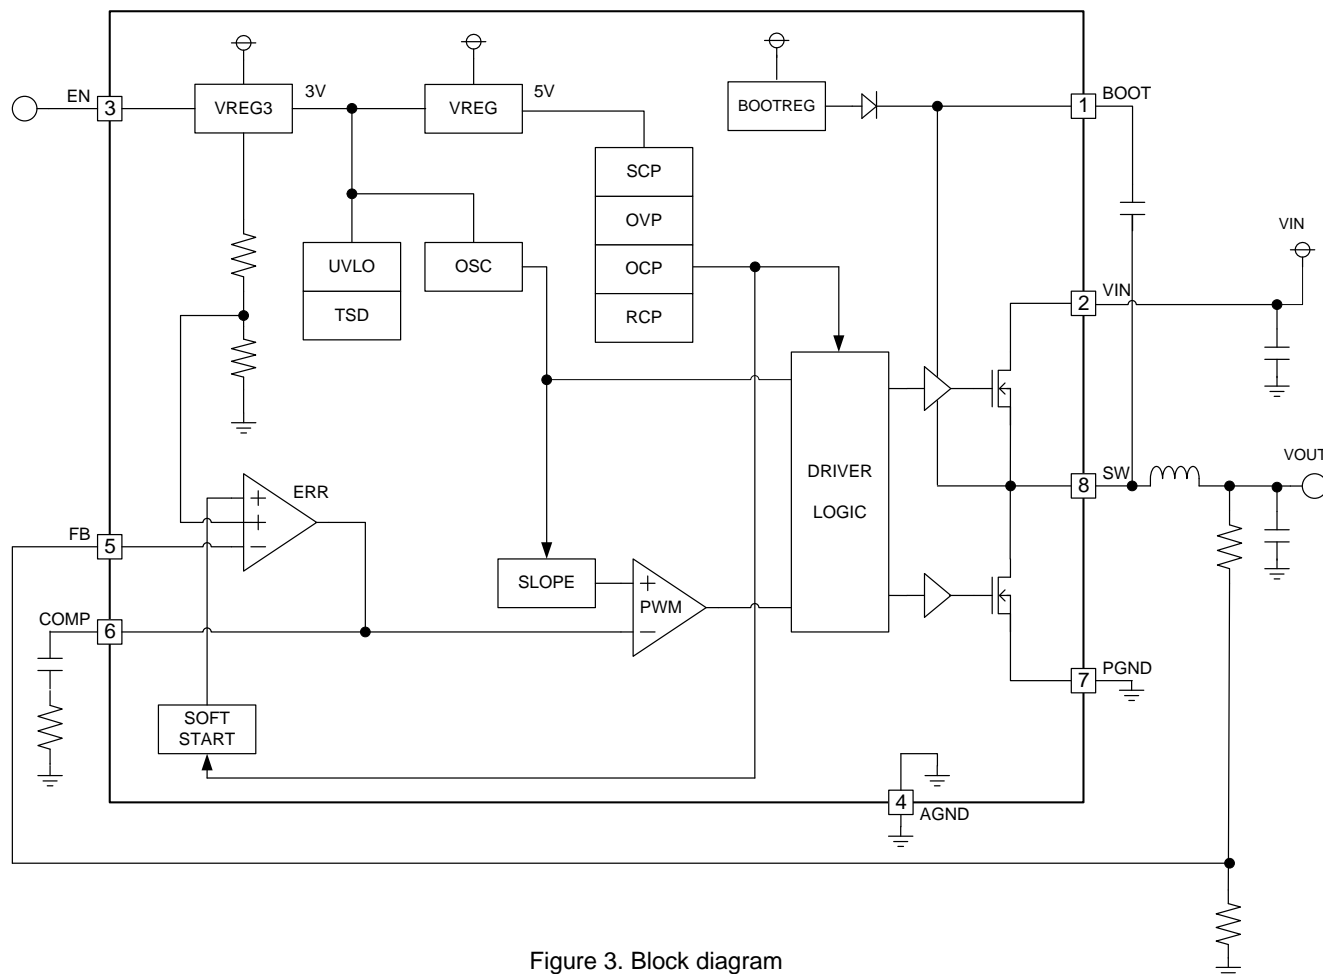 EN
3
VREG3
3V
VREG
5V
BOOTREG
1
BOOT
SCP
OVP
OCP
RCP
UVLO
TSD
OSC
VIN
2
VIN
DRIVER
LOGIC
8
SW
VOUT
ERR
+
+
−
FB
5
SLOPE
+
PWM
−
COMP
6
7
PGND
SOFT
START
4
AGND
Figure 3. Block diagram